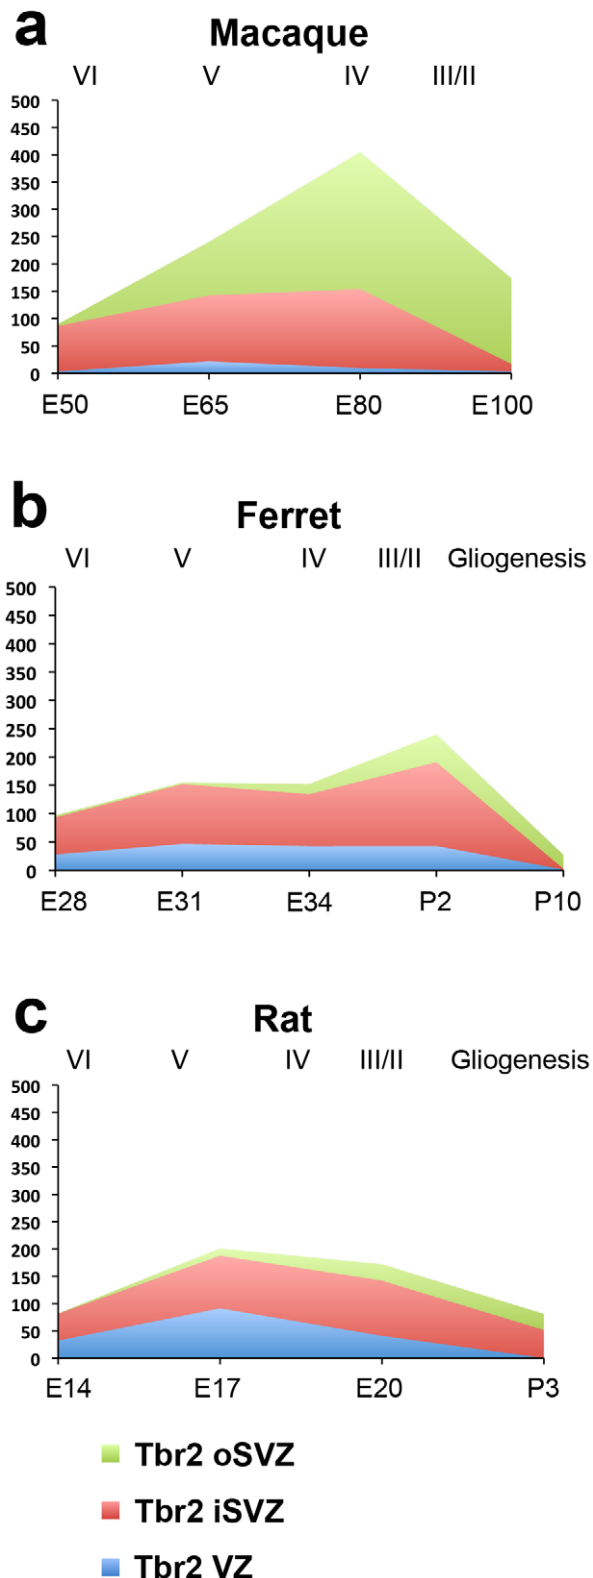 a
Macaque
VI V IV III/II
500
450
400
350
300
250
200
150
100
50
0
E50 E65 E80 E100
b
Ferret
VI V IV III/II Gliogenesis
500
450
400
350
300
250
200
150
100
50
0
E28 E31 E34 P2 P10
c
Rat
VI V IV III/II Gliogenesis
500
450
400
350
300
250
200
150
100
50
0
E14 E17 E20 P3
Tbr2 oSVZ
Tbr2 iSVZ
Tbr2 VZ